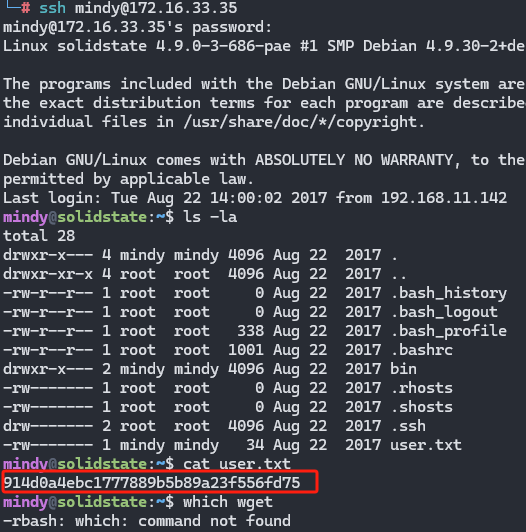 └─# ssh mindy@172.16.33.35
mindy@172.16.33.35's password:
Linux solidstate 4.9.0-3-686-pae #1 SMP Debian 4.9.30-2+de

The programs included with the Debian GNU/Linux system are
the exact distribution terms for each program are describe
individual files in /usr/share/doc/*/copyright.

Debian GNU/Linux comes with ABSOLUTELY NO WARRANTY, to the
permitted by applicable law.
Last login: Tue Aug 22 14:00:02 2017 from 192.168.11.142
mindy@solidstate:~$ ls -la
total 28
drwxr-x--- 4 mindy mindy 4096 Aug 22  2017 .
drwxr-xr-x 4 root  root  4096 Aug 22  2017 ..
-rw-r--r-- 1 root  root     0 Aug 22  2017 .bash_history
-rw-r--r-- 1 root  root     0 Aug 22  2017 .bash_logout
-rw-r--r-- 1 root  root   338 Aug 22  2017 .bash_profile
-rw-r--r-- 1 root  root  1001 Aug 22  2017 .bashrc
drwxr-x--- 2 mindy mindy 4096 Aug 22  2017 bin
-rw------- 1 root  root     0 Aug 22  2017 .rhosts
-rw------- 1 root  root     0 Aug 22  2017 .shosts
drw------- 2 root  root  4096 Aug 22  2017 .ssh
-rw------- 1 mindy mindy   34 Aug 22  2017 user.txt
mindy@solidstate:~$ cat user.txt
914d0a4ebc1777889b5b89a23f556fd75
mindy@solidstate:~$ which wget
-rbash: which: command not found